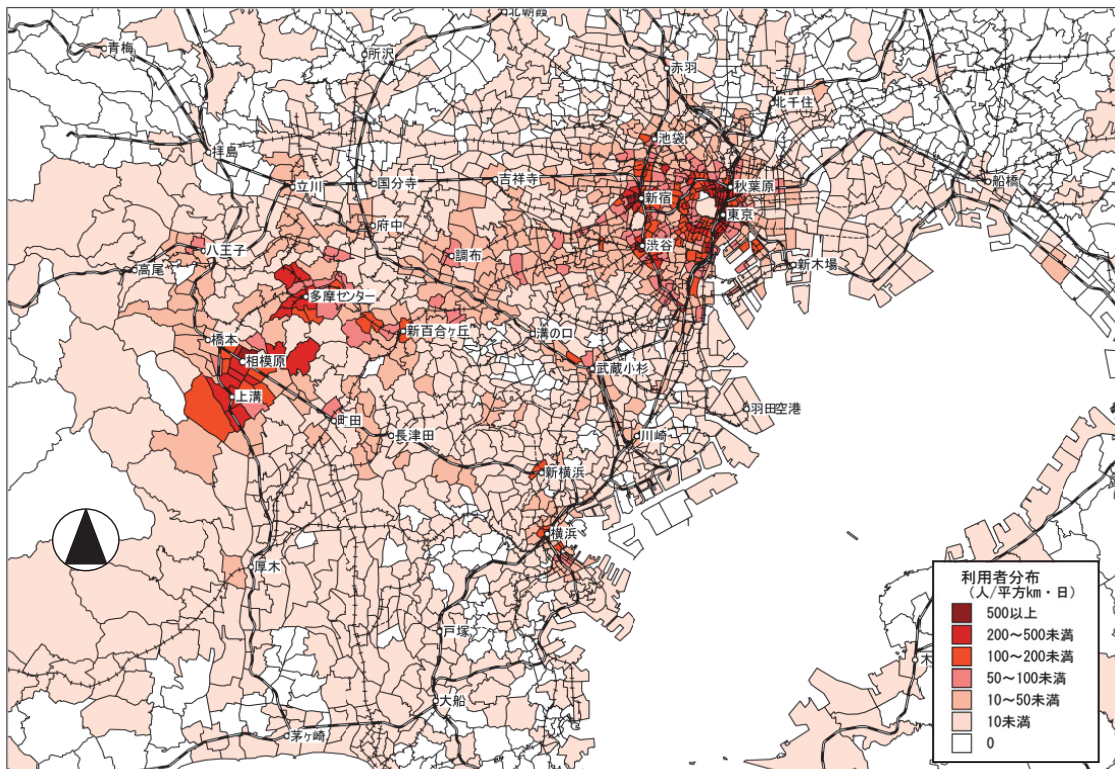 北朝霞
青梅
所沢
赤羽
北千住
池袋
拝島
立川
国分寺
吉祥寺
新宿
秋葉原
東京
船橋
府中
八王子
高尾
調布
渋谷
新木場
多摩センター
新百合ヶ丘
溝の口
橋本
相模原
武蔵小杉
上溝
町田
長津田
羽田空港
川崎
新横浜
横浜
厚木
戸塚
大船
茅ヶ崎
木
利用者分布
(人/平方km・日)
500以上
200～500未満
100～200未満
50～100未満
10～50未満
10未満
0